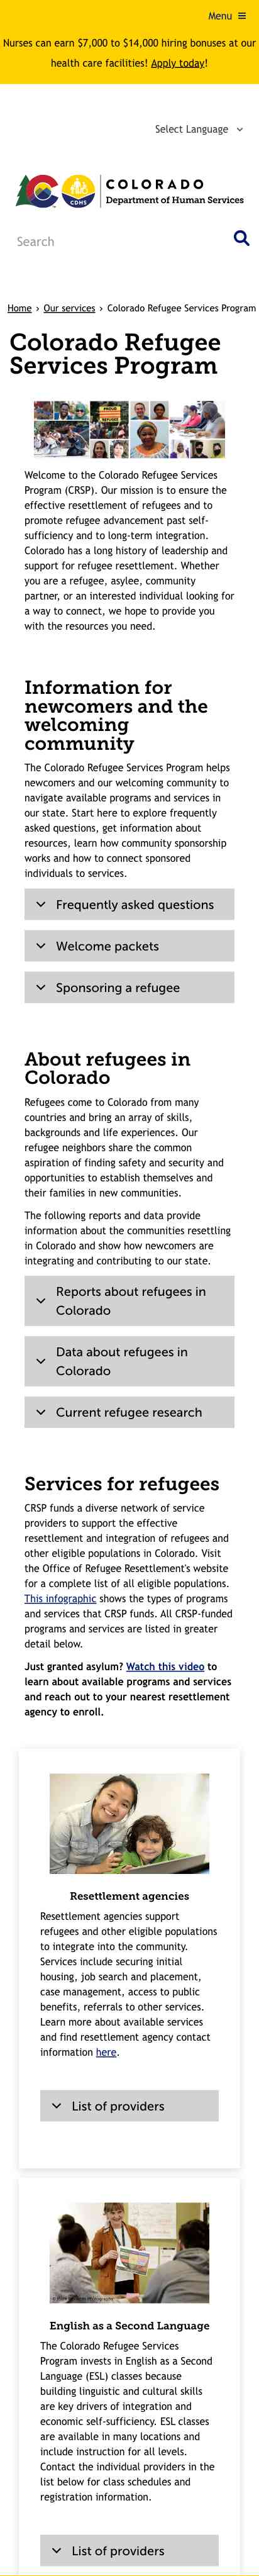 Menu ≡
Nurses can earn $7,000 to $14,000 hiring bonuses at our
health care facilities! Apply today!
Select Language
COLORADO
Department of Human Services
CDHS
Search
Home › Our services › Colorado Refugee Services Program
Colorado Refugee
Services Program
Welcome to the Colorado Refugee Services
Program (CRSP). Our mission is to ensure the
effective resettlement of refugees and to
promote refugee advancement past self-
sufficiency and to long-term integration.
Colorado has a long history of leadership and
support for refugee resettlement. Whether
you are a refugee, asylee, community
partner, or an interested individual looking for
a way to connect, we hope to provide you
with the resources you need.
Information for
newcomers and the
welcoming
community
The Colorado Refugee Services Program helps
newcomers and our welcoming community to
navigate available programs and services in
our state. Start here to explore frequently
asked questions, get information about
resources, learn how community sponsorship
works and how to connect sponsored
individuals to services.
Frequently asked questions
Welcome packets
Sponsoring a refugee
About refugees in
Colorado
Refugees come to Colorado from many
countries and bring an array of skills,
backgrounds and life experiences. Our
refugee neighbors share the common
aspiration of finding safety and security and
opportunities to establish themselves and
their families in new communities.
The following reports and data provide
information about the communities resettling
in Colorado and show how newcomers are
integrating and contributing to our state.
Reports about refugees in
Colorado
Data about refugees in
Colorado
Current refugee research
Services for refugees
CRSP funds a diverse network of service
providers to support the effective
resettlement and integration of refugees and
other eligible populations in Colorado. Visit
the Office of Refugee Resettlement's website
for a complete list of all eligible populations.
This infographic shows the types of programs
and services that CRSP funds. All CRSP-funded
programs and services are listed in greater
detail below.
Just granted asylum? Watch this video to
learn about available programs and services
and reach out to your nearest resettlement
agency to enroll.
Resettlement agencies
Resettlement agencies support
refugees and other eligible populations
to integrate into the community.
Services include securing initial
housing, job search and placement,
case management, access to public
benefits, referrals to other services.
Learn more about available services
and find resettlement agency contact
information here.
List of providers
English as a Second Language
The Colorado Refugee Services
Program invests in English as a Second
Language (ESL) classes because
building linguistic and cultural skills
are key drivers of integration and
economic self-sufficiency. ESL classes
are available in many locations and
include instruction for all levels.
Contact the individual providers in the
list below for class schedules and
registration information.
List of providers